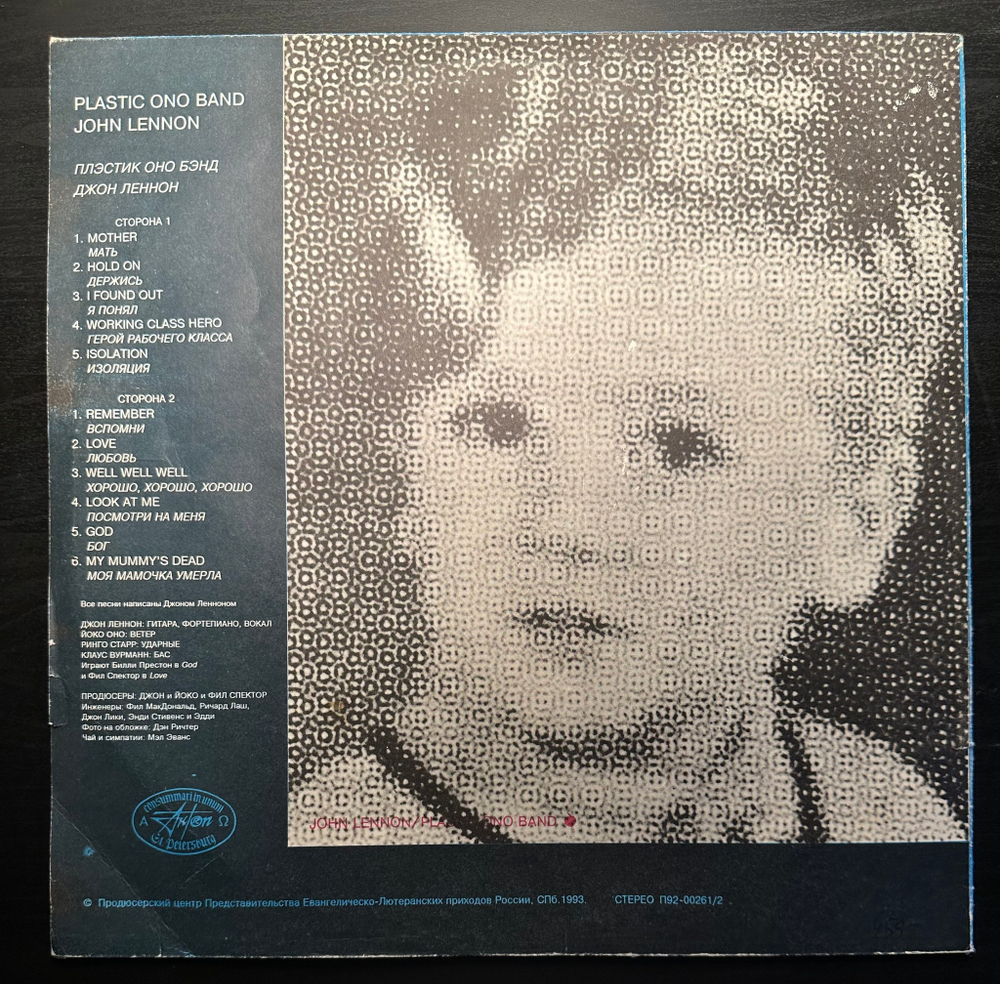 PLASTIC ONO BAND
JOHN LENNON
ПЛЭСТИК ОНО БЭНД
ДЖОН ЛЕННОН
СТОРОНА 1
1. MOTHER
МАТЬ
2. HOLD ON
ДЕРЖИСЬ
3. I FOUND OUT
Я ПОНЯЛ
4. WORKING CLASS HERO
ГЕРОЙ РАБОЧЕГО КЛАССА
5. ISOLATION
ИЗОЛЯЦИЯ
СТОРОНА 2
1. REMEMBER
ВСПОМНИ
2. LOVE
ЛЮБОВЬ
3. WELL WELL WELL
ХОРОШО, ХОРОШО, ХОРОШО
4. LOOK AT ME
ПОСМОТРИ НА МЕНЯ
5. GOD
БОГ
6. MY MUMMY'S DEAD
МОЯ МАМОЧКА УМЕРЛА
Все песни написаны Джоном Ленноном
ДЖОН ЛЕННОН: ГИТАРА, ФОРТЕПИАНО, ВОКАЛ
ЙОКО ОНО: ВЕТЕР
РИНГО СТАРР: УДАРНЫЕ
КЛАУС ВУРМАНН: БАС
Играют Билли Престон в God
и Фил Спектор в Love
ПРОДЮСЕРЫ: ДЖОН и ЙОКО и ФИЛ СПЕКТОР
Инженеры: Фил МакДональд, Ричард Лаш,
Джон Лики, Энди Стивенс и Эдди
Фото на обложке: Дэн Ричтер
Чай и симпатии: Мэл Эванс
consummati in unum
А Ω
St Petersburg
JOHN LENNON/PLA ONO BAND
© Продюсерский центр Представительства Евангелическо-Лютеранских приходов России, СПб.1993. СТЕРЕО П92-00261/2